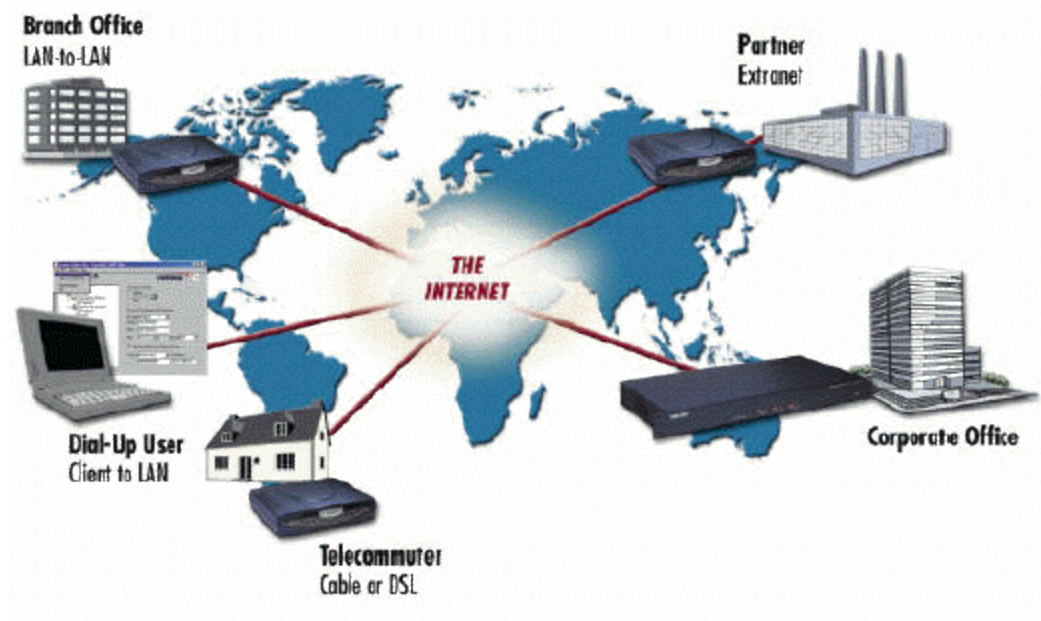 Branch Office
LAN-to-LAN
Partner
Extranet
THE
INTERNET
Dial-Up User
Client to LAN
Corporate Office
Telecommuter
Cable or DSL